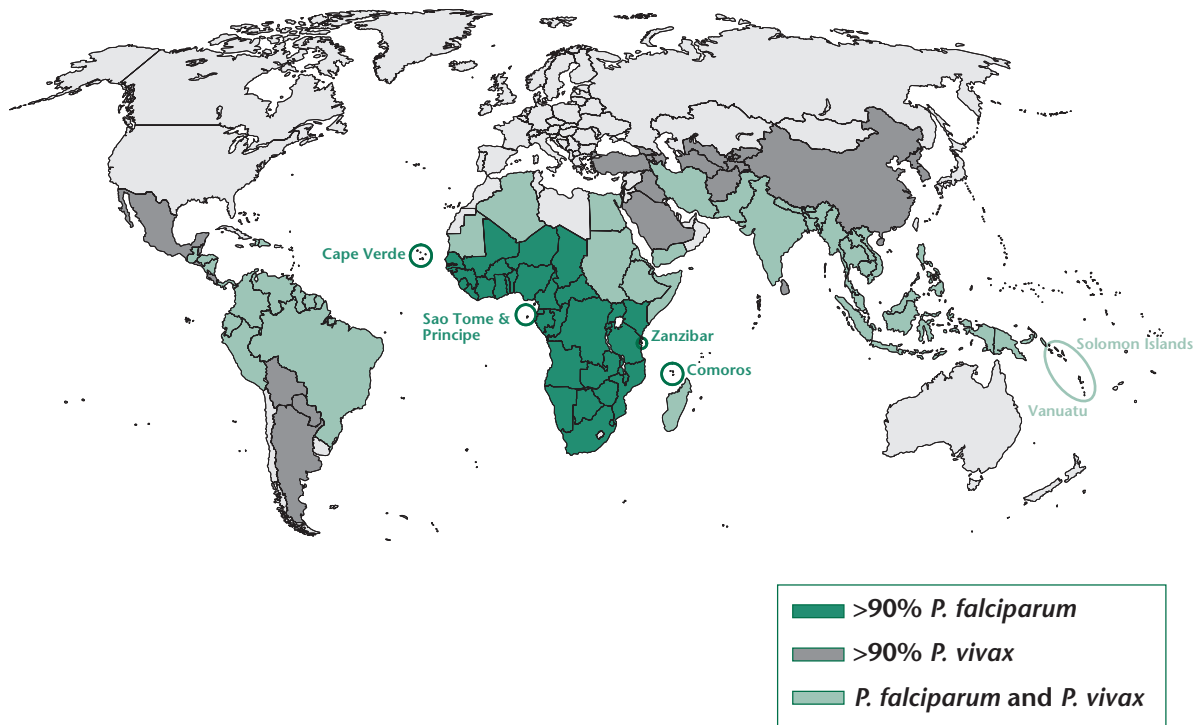 Cape Verde
Sao Tome &
Principe
Zanzibar
Comoros
Solomon Islands
Vanuatu
>90% P. falciparum
>90% P. vivax
P. falciparum and P. vivax